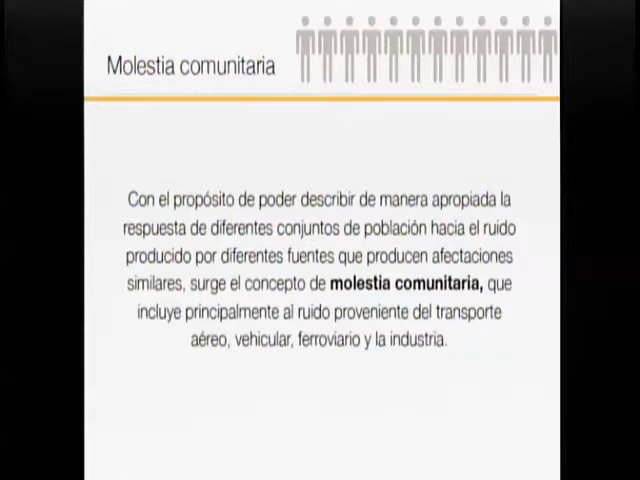 Molestia comunitaria
Con el propósito de poder describir de manera apropiada la
respuesta de diferentes conjuntos de población hacia el ruido
producido por diferentes fuentes que producen afectaciones
similares, surge el concepto de molestia comunitaria, que
incluye principalmente al ruido proveniente del transporte
aéreo, vehicular, ferroviario y la industria.